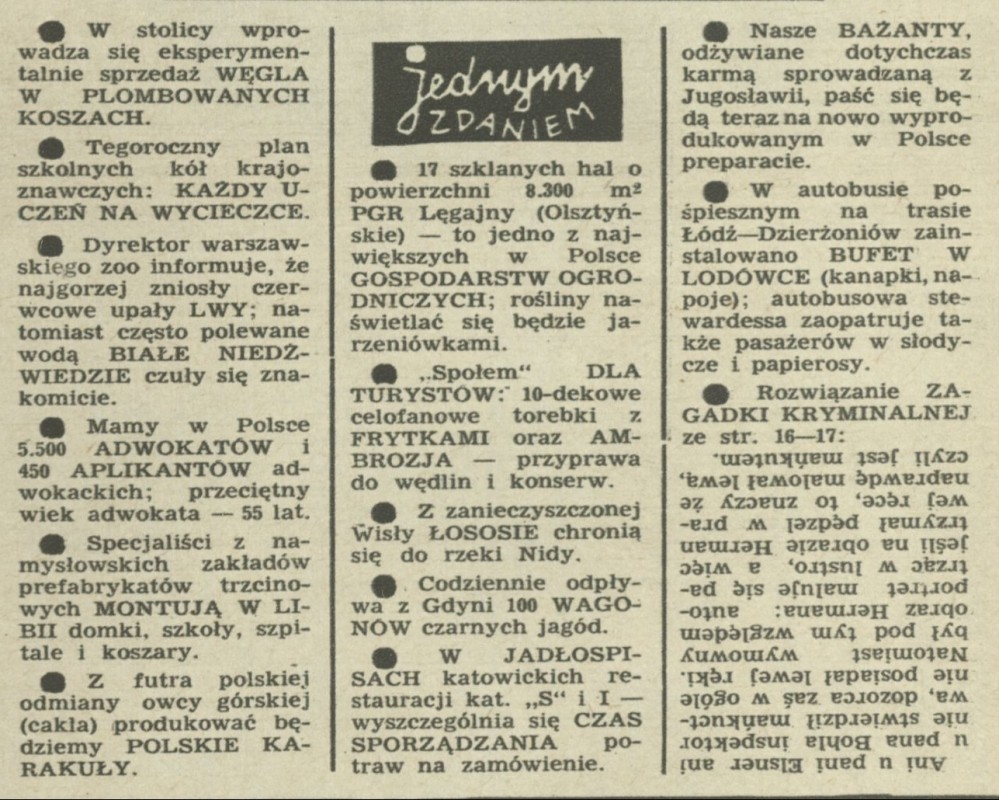 ● W stolicy wpro-
wadza się eksperymen-
talnie sprzedaż WĘGLA
W PLOMBOWANYCH
KOSZACH.
● Tegoroczny plan
szkolnych kół krajo-
znawczych: KAŻDY U-
CZEŃ NA WYCIECZCE.
● Dyrektor warszaw-
skiego zoo informuje, że
najgorzej zniosły czer-
wcowe upały LWY; na-
tomiast często polewane
wodą BIAŁE NIEDŹ-
WIEDZIE czuły się zna-
komicie.
● Mamy w Polsce
5.500 ADWOKATÓW i
450 APLIKANTÓW ad-
wokackich; przeciętny
wiek adwokata — 55 lat.
● Specjaliści z na-
mysłowskich zakładów
prefabrykatów trzcino-
wych MONTUJĄ W LI-
BII domki, szkoły, szpi-
tale i koszary.
● Z futra polskiej
odmiany owcy górskiej
(cakla) produkować bę-
dziemy POLSKIE KA-
RAKUŁY.
jednym
ZDANIEM
● 17 szklanych hal o
powierzchni 8.300 m²
PGR Łęgajny (Olsztyń-
skie) — to jedno z naj-
większych w Polsce
GOSPODARSTW OGRO-
DNICZYCH; rośliny na-
świetlać się będzie ja-
rzeniówkami.
● „Społem" DLA
TURYSTÓW: 10-dekowe
celofanowe torebki z
FRYTKAMI oraz AM-
BROZJA — przyprawa
do wędlin i konserw.
● Z zanieczyszczonej
Wisły ŁOSOSIE chronią
się do rzeki Nidy.
● Codziennie odpły-
wa z Gdyni 100 WAGO-
NÓW czarnych jagód.
● W JADŁOSPI-
SACH katowickich re-
stauracji kat. „S" i I —
wyszczególnia się CZAS
SPORZĄDZANIA po-
traw na zamówienie.
● Nasze BAŻANTY,
odżywiane dotychczas
karmą sprowadzaną z
Jugosławii, paść się bę-
dą teraz na nowo wypro-
dukowanym w Polsce
preparacie.
● W autobusie po-
śpiesznym na trasie
Łódź—Dzierżoniów zain-
stalowano BUFET W
LODÓWCE (kanapki, na-
poje); autobusowa ste-
wardessa zaopatruje ta-
kże pasażerów w słody-
cze i papierosy.
● Rozwiązanie ZA-
GADKI KRYMINALNEJ
ze str. 16—17:
Ani u pani Elsner ani
u pana Bohla inspektor
nie stwierdził mańkuct-
wa, dozorca zaś w ogóle
nie posiadał lewej ręki.
Natomiast wymowny
był pod tym względem
obraz Hermana: auto-
portret maluje się pa-
trząc w lustro, a więc
jeśli na obrazie Herman
trzymał pędzel w pra-
wej ręce, to znaczy że
naprawdę malował lewą,
czyli jest mańkutem.